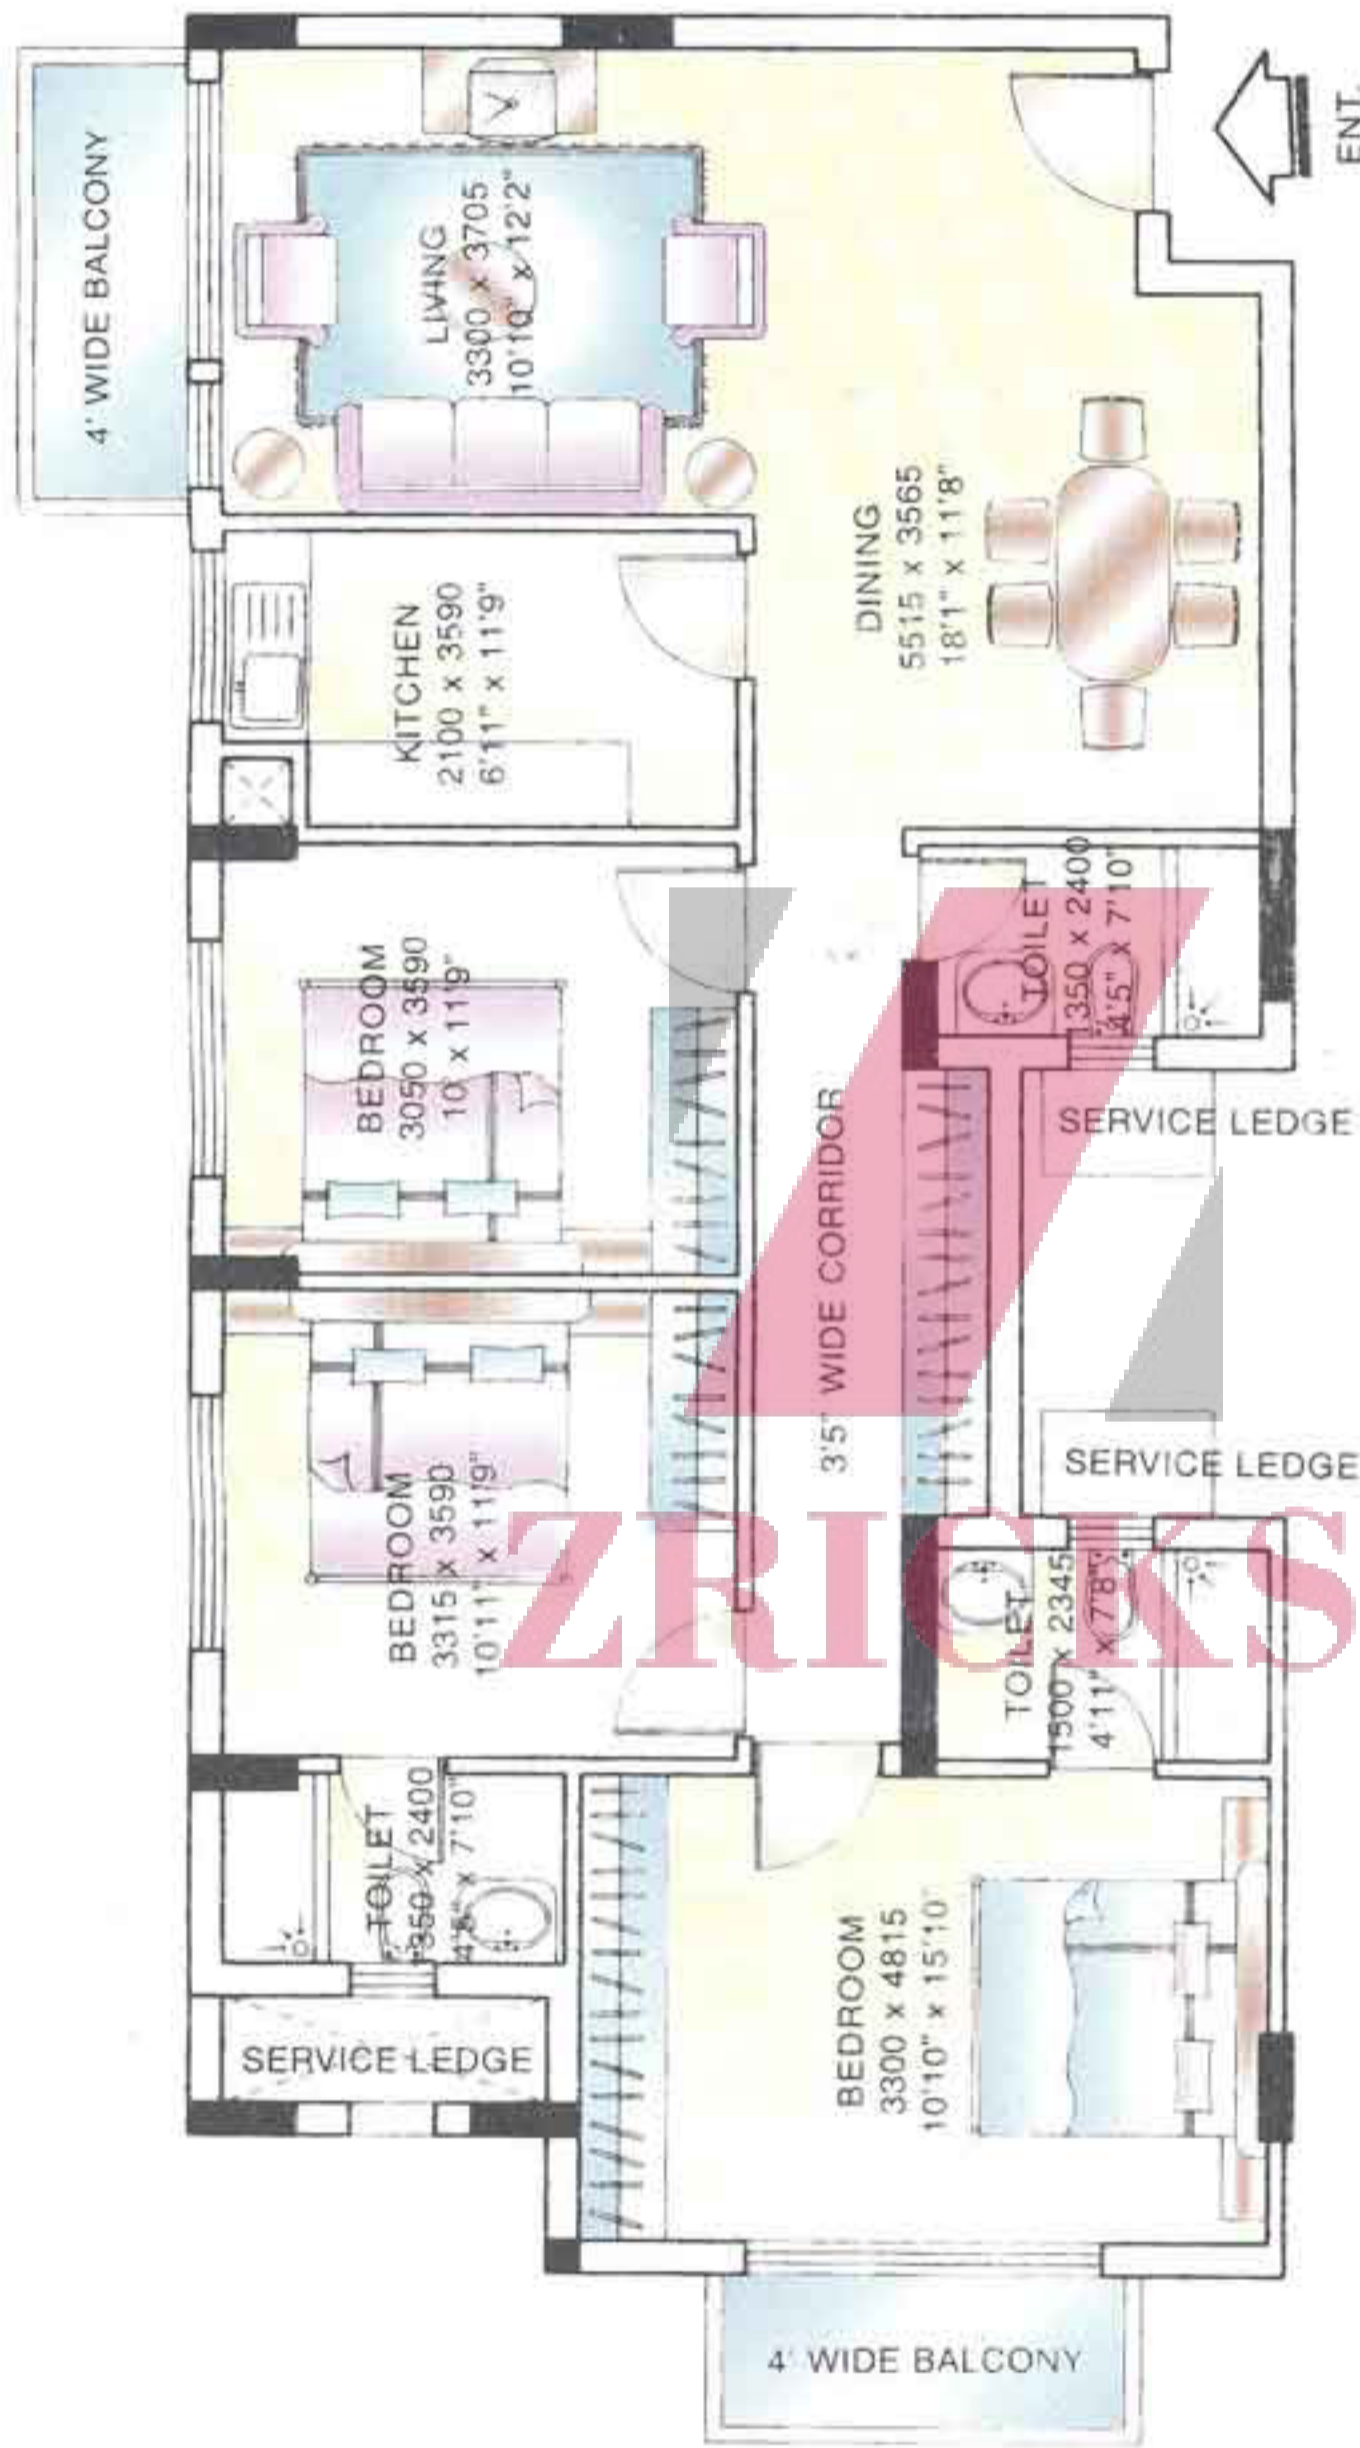 4' WIDE BALCONY
ENT.
LIVING
3300 x 3705
10'10" x 12'2"
KITCHEN
2100 x 3590
6'11" x 11'9"
DINING
5515 x 3565
18'1" x 11'8"
BEDROOM
3050 x 3590
10' x 11'9"
TOILET
1350 x 2400
4'5" x 7'10"
SERVICE LEDGE
3'5" WIDE CORRIDOR
SERVICE LEDGE
BEDROOM
3315 x 3590
10'11" x 11'9"
ZRICKS
TOILET
1500 x 2345
4'11" x 7'8"
TOILET
1350 x 2400
4'5" x 7'10"
SERVICE LEDGE
BEDROOM
3300 x 4815
10'10" x 15'10"
4' WIDE BALCONY